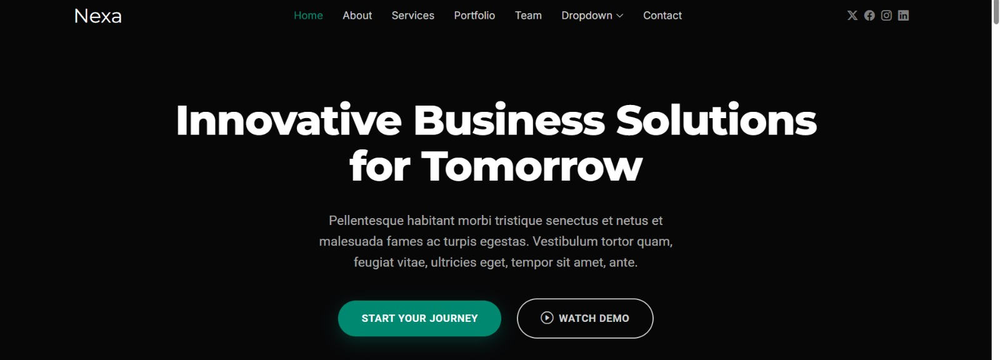 Nexa
Home About Services Portfolio Team Dropdown Contact
Innovative Business Solutions
for Tomorrow
Pellentesque habitant morbi tristique senectus et netus et
malesuada fames ac turpis egestas. Vestibulum tortor quam,
feugiat vitae, ultricies eget, tempor sit amet, ante.
START YOUR JOURNEY WATCH DEMO